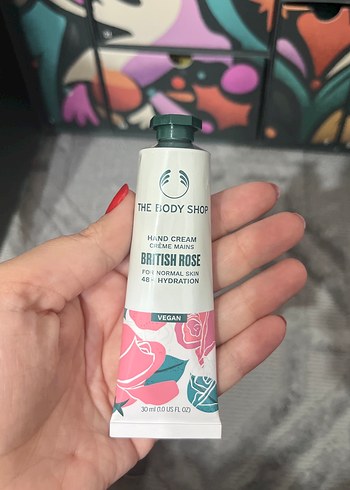 THE BODY SHOP
HAND CREAM
CRÈME MAINS
BRITISH ROSE
FOR NORMAL SKIN
48H HYDRATION
VEGAN
30 ml (1.0 US FL OZ)